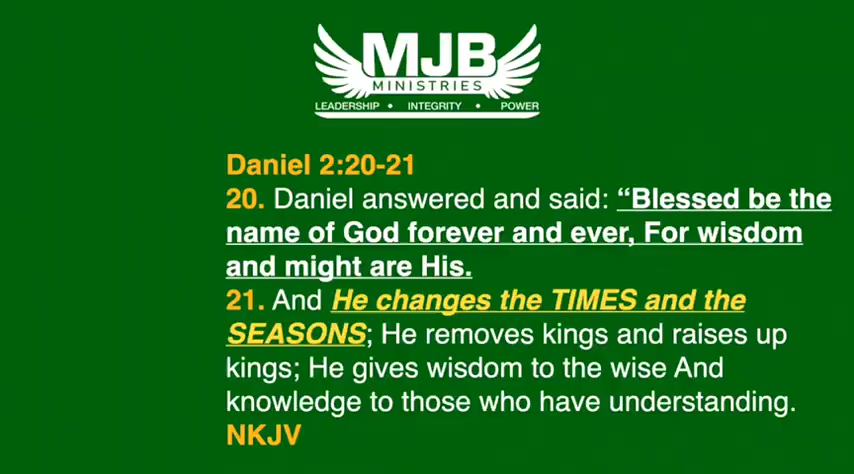 MJB
MINISTRIES
LEADERSHIP • INTEGRITY • POWER
Daniel 2:20-21
20. Daniel answered and said: “Blessed be the
name of God forever and ever, For wisdom
and might are His.
21. And He changes the TIMES and the
SEASONS; He removes kings and raises up
kings; He gives wisdom to the wise And
knowledge to those who have understanding.
NKJV